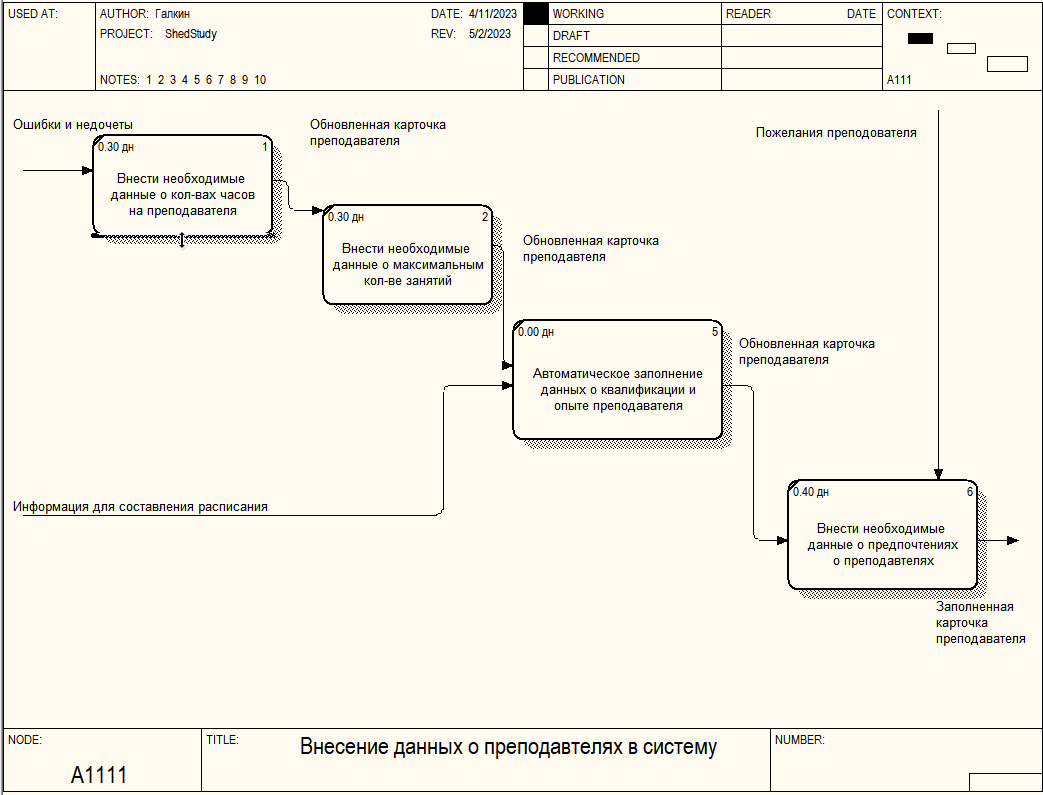 USED AT:
AUTHOR: Галкин
DATE: 4/11/2023
PROJECT: ShedStudy
REV: 5/2/2023
NOTES: 1 2 3 4 5 6 7 8 9 10
WORKING
DRAFT
RECOMMENDED
PUBLICATION
READER
DATE
CONTEXT:
A111
Ошибки и недочеты
0.30 дн
1
Внести необходимые
данные о кол-вах часов
на преподавателя
Обновленная карточка
преподавателя
0.30 дн
2
Внести необходимые
данные о максимальным
кол-ве занятий
Обновленная карточка
преподавтеля
Пожелания преподователя
0.00 дн
5
Автоматическое заполнение
данных о квалификации и
опыте преподавателя
Обновленная карточка
преподавателя
Информация для составления расписания
0.40 дн
6
Внести необходимые
данные о предпочтениях
о преподавтелях
Заполненная
карточка
преподавателя
NODE:
A1111
TITLE:
Внесение данных о преподавтелях в систему
NUMBER: